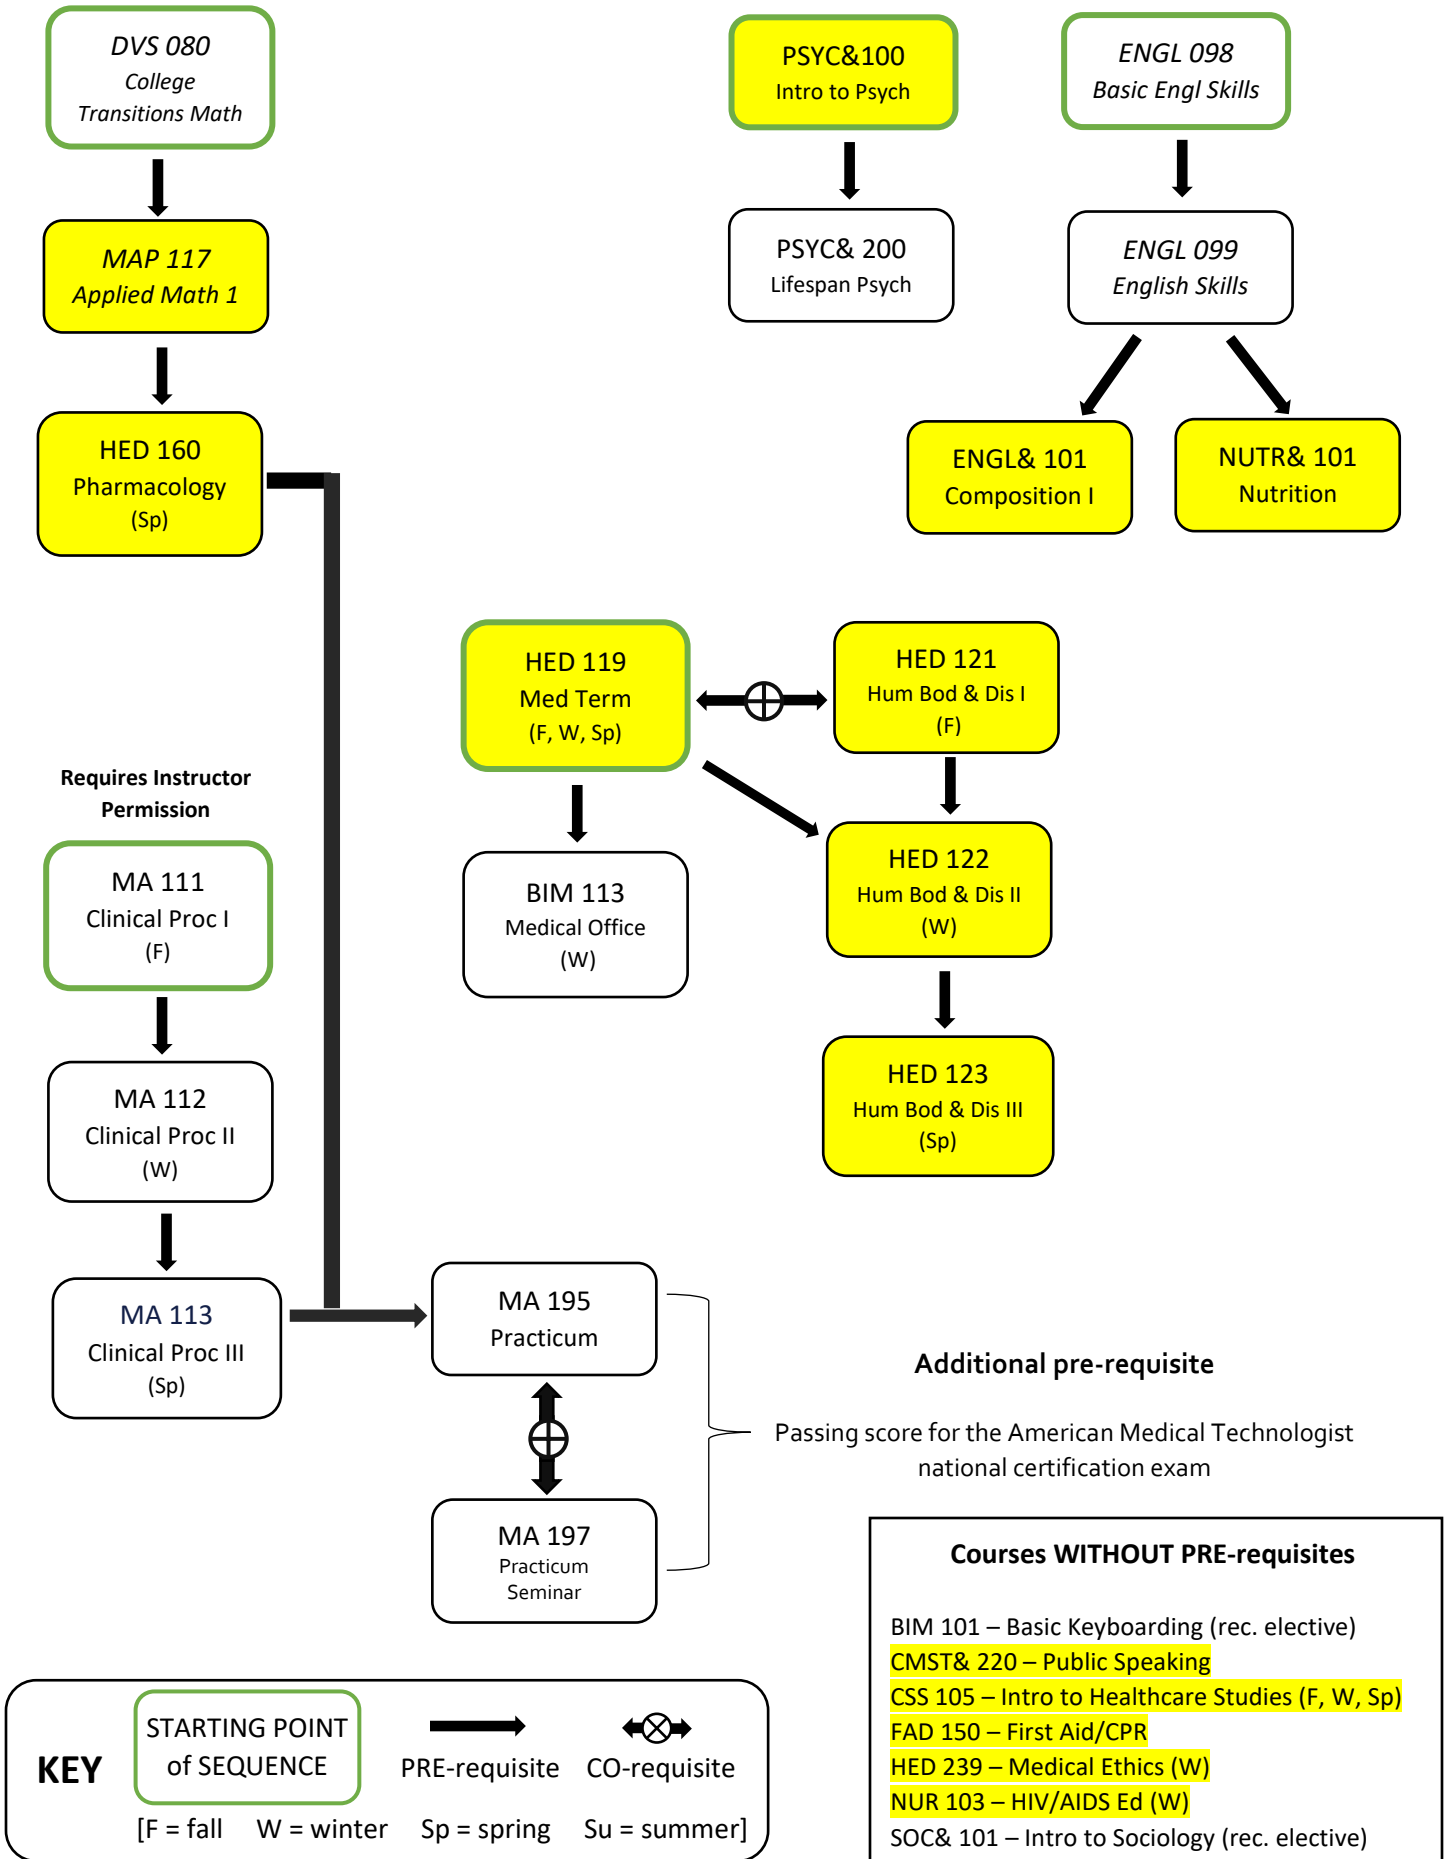 DVS 080
College
Transitions Math
PSYC&100
Intro to Psych
ENGL 098
Basic Engl Skills
MAP 117
Applied Math 1
PSYC& 200
Lifespan Psych
ENGL 099
English Skills
HED 160
Pharmacology
(Sp)
ENGL& 101
Composition I
NUTR& 101
Nutrition
HED 119
Med Term
(F, W, Sp)
HED 121
Hum Bod & Dis I
(F)
Requires Instructor
Permission
MA 111
Clinical Proc I
(F)
BIM 113
Medical Office
(W)
HED 122
Hum Bod & Dis II
(W)
MA 112
Clinical Proc II
(W)
HED 123
Hum Bod & Dis III
(Sp)
MA 113
Clinical Proc III
(Sp)
MA 195
Practicum
Additional pre-requisite
Passing score for the American Medical Technologist
national certification exam
MA 197
Practicum
Seminar
Courses WITHOUT PRE-requisites
BIM 101 – Basic Keyboarding (rec. elective)
CMST& 220 – Public Speaking
CSS 105 – Intro to Healthcare Studies (F, W, Sp)
FAD 150 – First Aid/CPR
HED 239 – Medical Ethics (W)
NUR 103 – HIV/AIDS Ed (W)
SOC& 101 – Intro to Sociology (rec. elective)
KEY
STARTING POINT
of SEQUENCE
PRE-requisite
CO-requisite
[F = fall W = winter Sp = spring Su = summer]